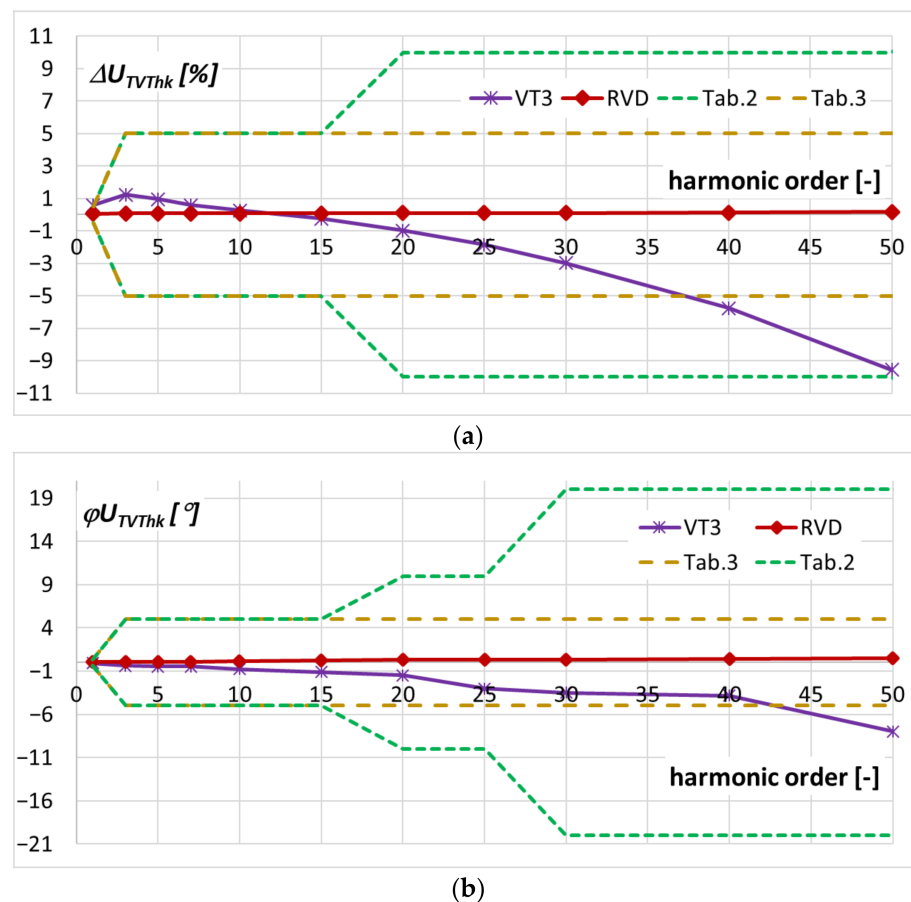 11
ΔU_TVThk [%]
9
7
VT3 RVD Tab.2 Tab.3
5
3
harmonic order [-]
1
−1
0 5 10 15 20 25 30 35 40 45 50
−3
−5
−7
−9
−11
(a)
19
φU_TVThk [°]
VT3 RVD
14
Tab.3 Tab.2
9
4
−1
0 5 10 15 20 25 30 35 40 45 50
−6
−11
harmonic order [-]
−16
−21
(b)